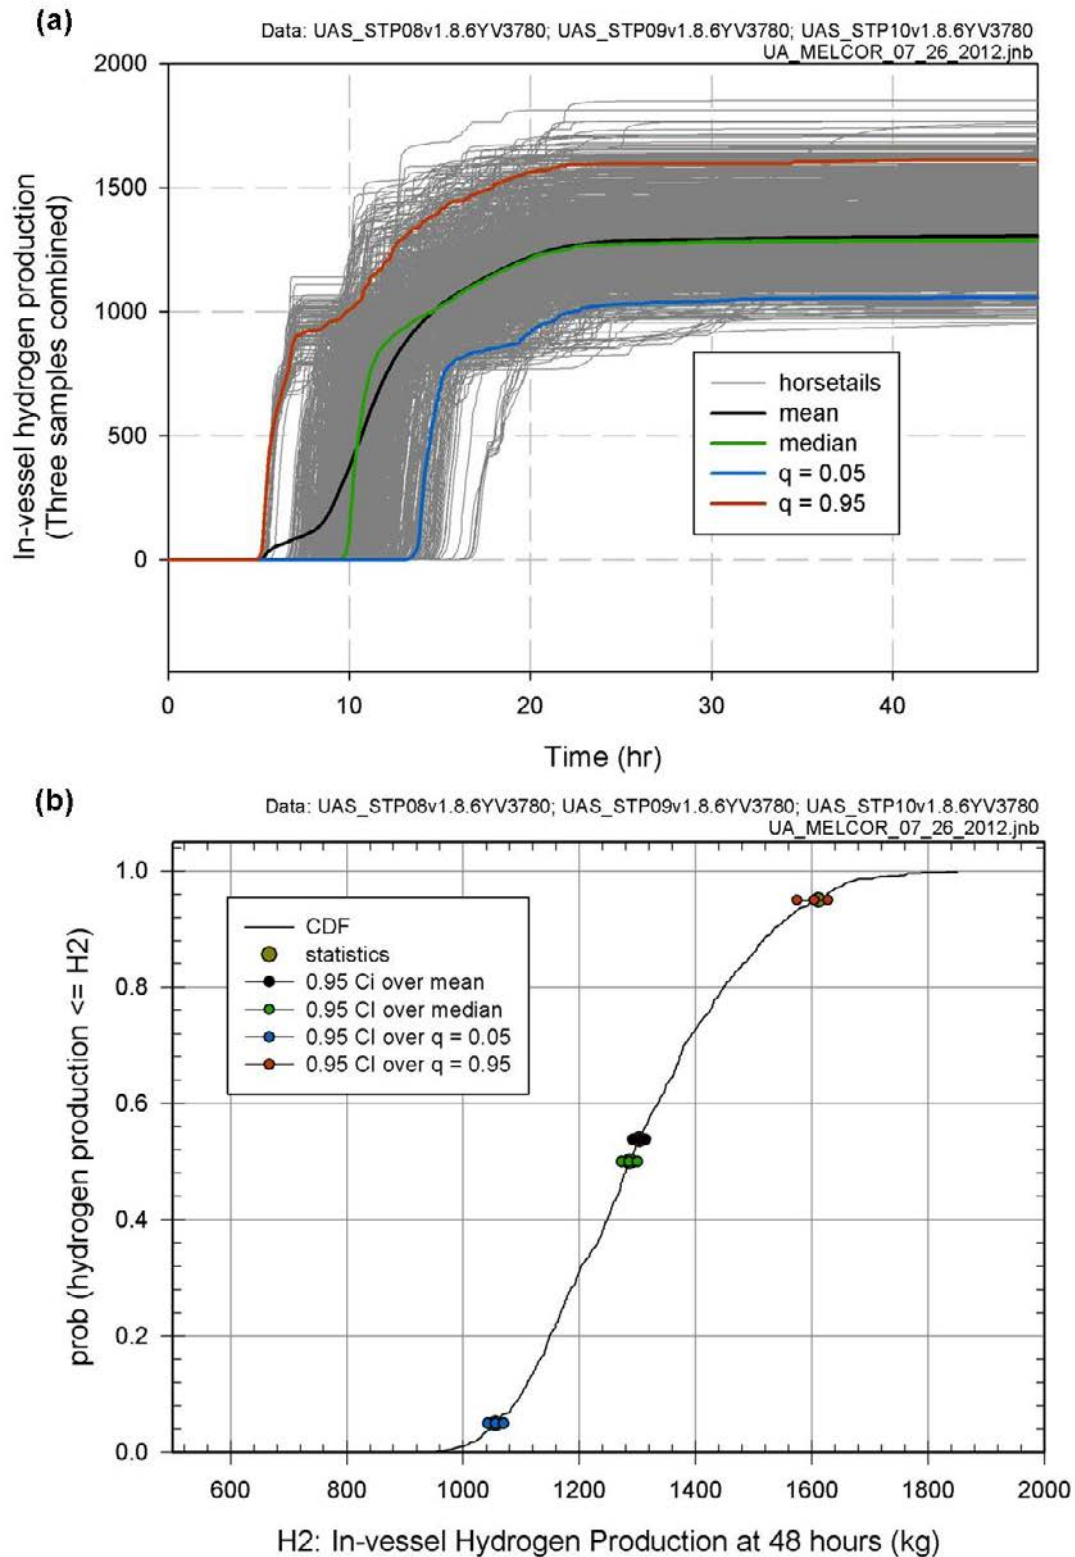 (a)
Data: UAS_STP08v1.8.6YV3780; UAS_STP09v1.8.6YV3780; UAS_STP10v1.8.6YV3780
UA_MELCOR_07_26_2012.jnb
2000
1500
1000
500
0
In-vessel hydrogen production
(Three samples combined)
horsetails
mean
median
q = 0.05
q = 0.95
0
10
20
30
40
Time (hr)
(b)
Data: UAS_STP08v1.8.6YV3780; UAS_STP09v1.8.6YV3780; UAS_STP10v1.8.6YV3780
UA_MELCOR_07_26_2012.jnb
1.0
0.8
0.6
0.4
0.2
0.0
prob (hydrogen production <= H2)
CDF
statistics
0.95 Ci over mean
0.95 CI over median
0.95 CI over q = 0.05
0.95 CI over q = 0.95
600
800
1000
1200
1400
1600
1800
2000
H2: In-vessel Hydrogen Production at 48 hours (kg)